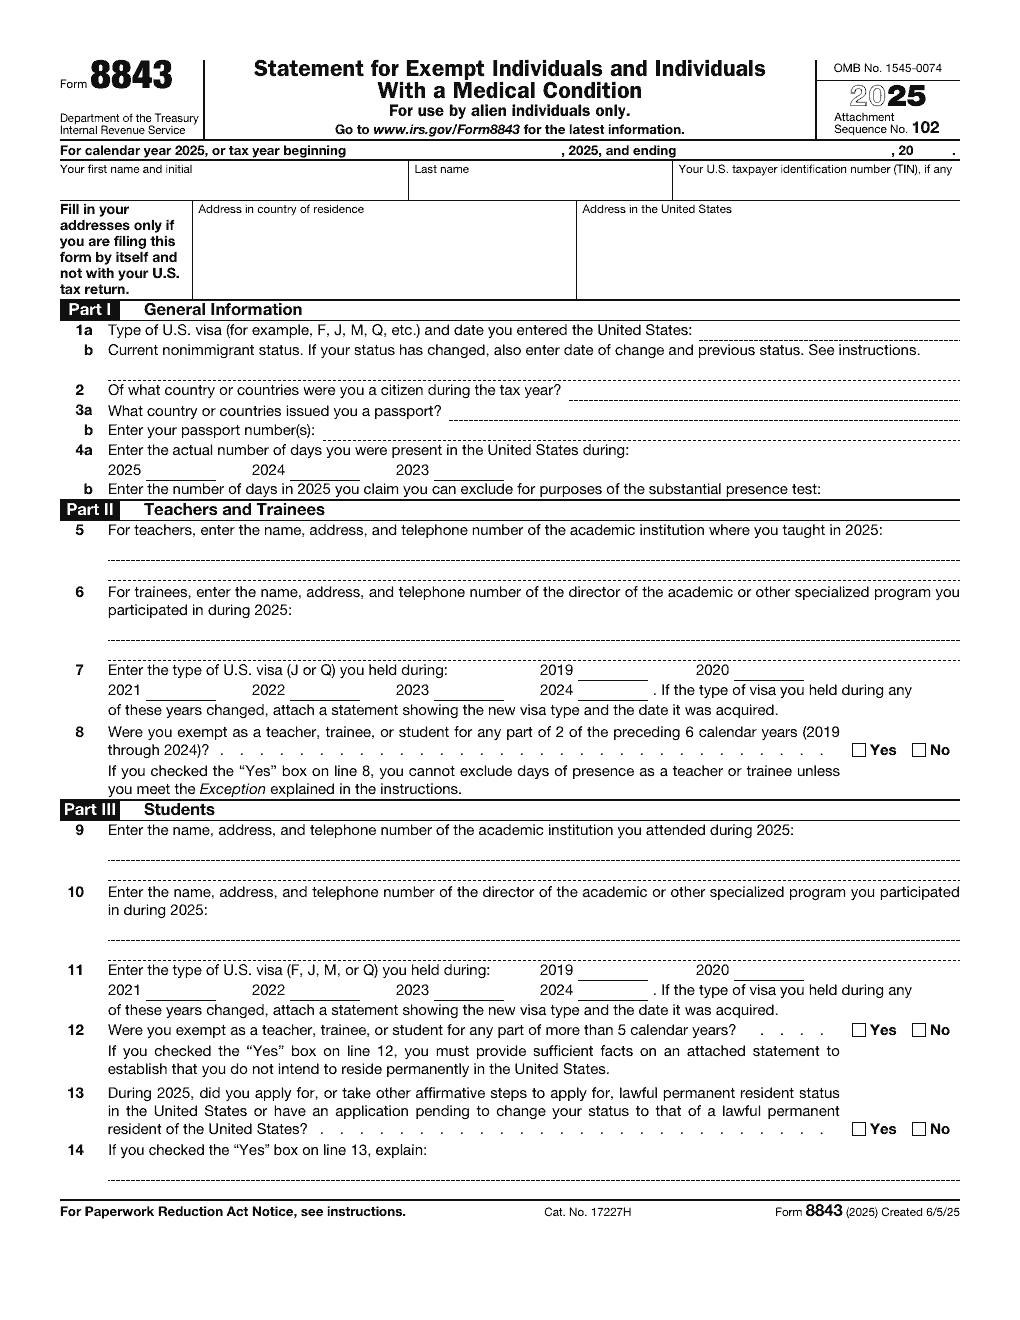 Form 8843
Department of the Treasury
Internal Revenue Service
Statement for Exempt Individuals and Individuals
With a Medical Condition
For use by alien individuals only.
Go to www.irs.gov/Form8843 for the latest information.
OMB No. 1545-0074
2025
Attachment
Sequence No. 102
For calendar year 2025, or tax year beginning , 2025, and ending , 20 .
Your first name and initial
Last name
Your U.S. taxpayer identification number (TIN), if any
Fill in your
addresses only if
you are filing this
form by itself and
not with your U.S.
tax return.
Address in country of residence
Address in the United States
Part I General Information
1a Type of U.S. visa (for example, F, J, M, Q, etc.) and date you entered the United States:
b Current nonimmigrant status. If your status has changed, also enter date of change and previous status. See instructions.
2 Of what country or countries were you a citizen during the tax year?
3a What country or countries issued you a passport?
b Enter your passport number(s):
4a Enter the actual number of days you were present in the United States during:
2025 2024 2023
b Enter the number of days in 2025 you claim you can exclude for purposes of the substantial presence test:
Part II Teachers and Trainees
5 For teachers, enter the name, address, and telephone number of the academic institution where you taught in 2025:
6 For trainees, enter the name, address, and telephone number of the director of the academic or other specialized program you
participated in during 2025:
7 Enter the type of U.S. visa (J or Q) you held during: 2019 2020
2021 2022 2023 2024 . If the type of visa you held during any
of these years changed, attach a statement showing the new visa type and the date it was acquired.
8 Were you exempt as a teacher, trainee, or student for any part of 2 of the preceding 6 calendar years (2019
through 2024)? . . . . . . . . . . . . . . . . . . . . . . . . . . . . . Yes No
If you checked the “Yes” box on line 8, you cannot exclude days of presence as a teacher or trainee unless
you meet the Exception explained in the instructions.
Part III Students
9 Enter the name, address, and telephone number of the academic institution you attended during 2025:
10 Enter the name, address, and telephone number of the director of the academic or other specialized program you participated
in during 2025:
11 Enter the type of U.S. visa (F, J, M, or Q) you held during: 2019 2020
2021 2022 2023 2024 . If the type of visa you held during any
of these years changed, attach a statement showing the new visa type and the date it was acquired.
12 Were you exempt as a teacher, trainee, or student for any part of more than 5 calendar years? . . . . Yes No
If you checked the “Yes” box on line 12, you must provide sufficient facts on an attached statement to
establish that you do not intend to reside permanently in the United States.
13 During 2025, did you apply for, or take other affirmative steps to apply for, lawful permanent resident status
in the United States or have an application pending to change your status to that of a lawful permanent
resident of the United States? . . . . . . . . . . . . . . . . . . . . . . . . Yes No
14 If you checked the “Yes” box on line 13, explain:
For Paperwork Reduction Act Notice, see instructions. Cat. No. 17227H Form 8843 (2025) Created 6/5/25